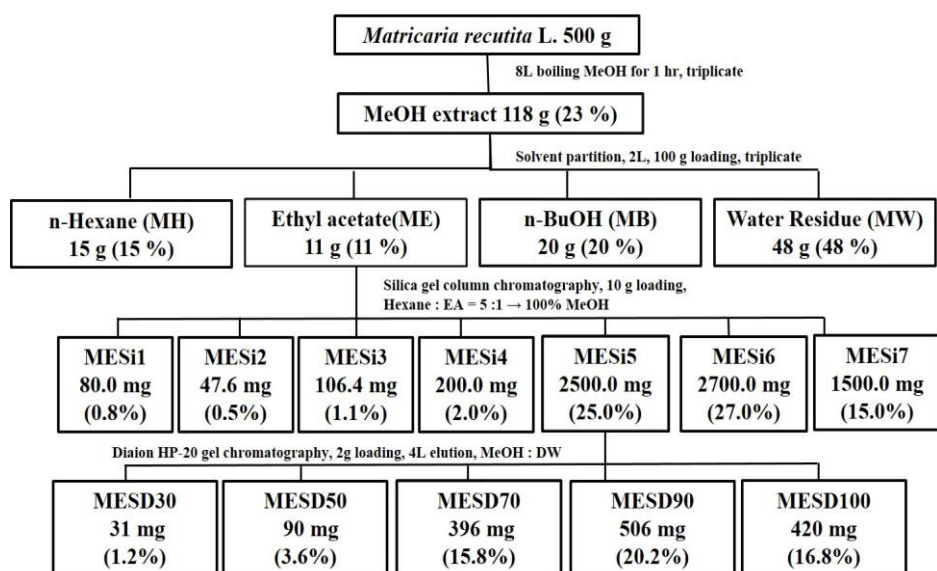 Matricaria recutita L. 500 g
8L boiling MeOH for 1 hr, triplicate
MeOH extract 118 g (23 %)
Solvent partition, 2L, 100 g loading, triplicate
n-Hexane (MH)
15 g (15 %)
Ethyl acetate(ME)
11 g (11 %)
n-BuOH (MB)
20 g (20 %)
Water Residue (MW)
48 g (48 %)
Silica gel column chromatography, 10 g loading,
Hexane : EA = 5 :1 → 100% MeOH
MESi1
80.0 mg
(0.8%)
MESi2
47.6 mg
(0.5%)
MESi3
106.4 mg
(1.1%)
MESi4
200.0 mg
(2.0%)
MESi5
2500.0 mg
(25.0%)
MESi6
2700.0 mg
(27.0%)
MESi7
1500.0 mg
(15.0%)
Diaion HP-20 gel chromatography, 2g loading, 4L elution, MeOH : DW
MESD30
31 mg
(1.2%)
MESD50
90 mg
(3.6%)
MESD70
396 mg
(15.8%)
MESD90
506 mg
(20.2%)
MESD100
420 mg
(16.8%)